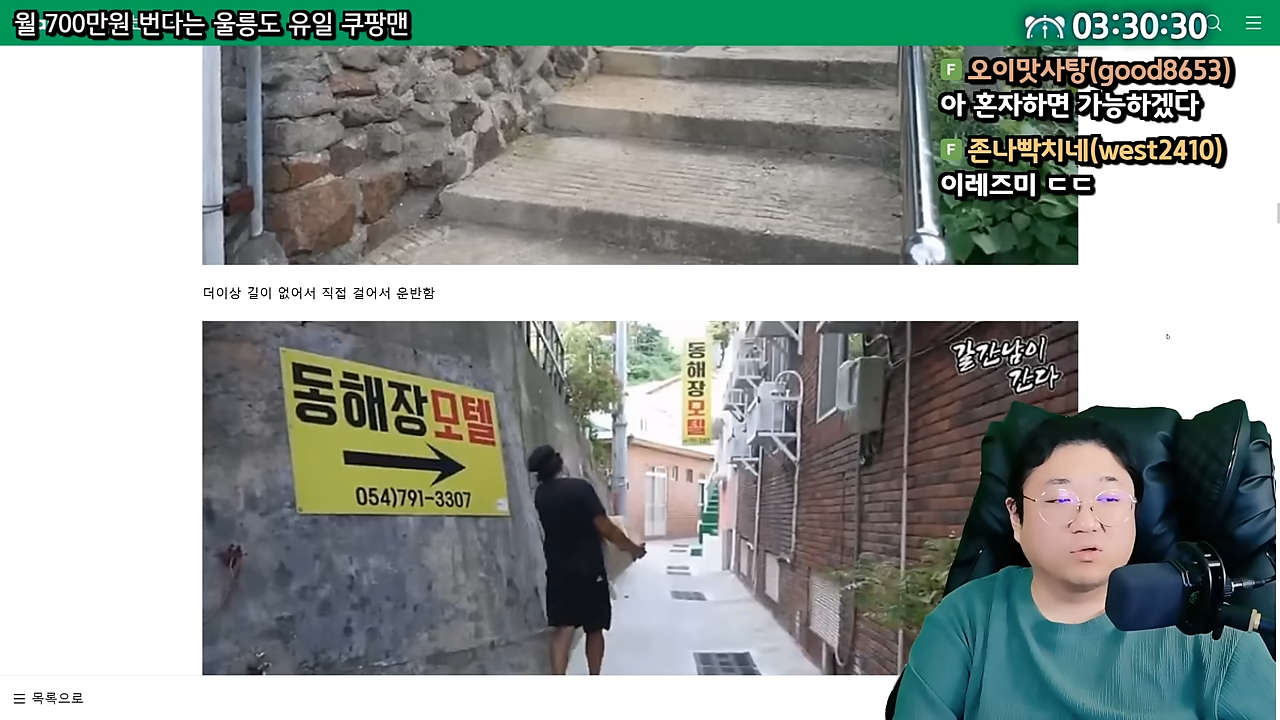 월 700만원 번다는 울릉도 유일 쿠팡맨
03:30:30
F 오이맛사탕(good8653)
아 혼자하면 가능하겠다
F 존나빡치네(west2410)
이레즈미 ㄷㄷ
더이상 길이 없어서 직접 걸어서 운반함
갈간남이
간다
동해장모텔
054)791-3307
동해장모텔
목록으로